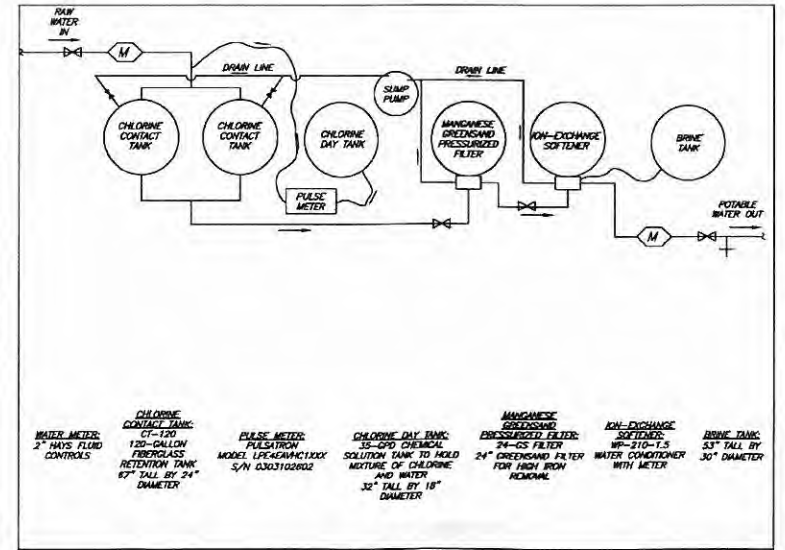 RAW
WATER
IN
M
DRAIN LINE
SUMP
PUMP
DRAIN LINE
CHLORINE
CONTACT
TANK
CHLORINE
CONTACT
TANK
CHLORINE
DAY TANK
MANGANESE
GREENSAND
PRESSURIZED
FILTER
ION-EXCHANGE
SOFTENER
BRINE
TANK
PULSE
METER
POTABLE
WATER OUT
M
WATER METER:
2" HAYS FLUID
CONTROLS
CHLORINE
CONTACT TANK:
CT-120
120-GALLON
FIBERGLASS
RETENTION TANK
67" TALL BY 24"
DIAMETER
PULSE METER:
PULSATRON
MODEL LPE4EAVHC1XXX
S/N 0303102602
CHLORINE DAY TANK:
35-GPD CHEMICAL
SOLUTION TANK TO HOLD
MIXTURE OF CHLORINE
AND WATER
32" TALL BY 18"
DIAMETER
MANGANESE
GREENSAND
PRESSURIZED FILTER:
24-GS FILTER
24" GREENSAND FILTER
FOR HIGH IRON
REMOVAL
ION-EXCHANGE
SOFTENER:
WP-210-1.5
WATER CONDITIONER
WITH METER
BRINE TANK:
53" TALL BY
30" DIAMETER